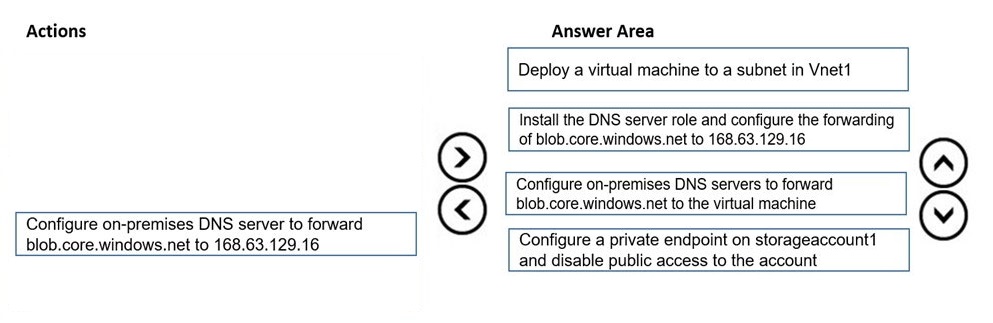 Actions
Answer Area
Deploy a virtual machine to a subnet in Vnet1
Install the DNS server role and configure the forwarding
of blob.core.windows.net to 168.63.129.16
Configure on-premises DNS servers to forward
blob.core.windows.net to the virtual machine
Configure on-premises DNS server to forward
blob.core.windows.net to 168.63.129.16
Configure a private endpoint on storageaccount1
and disable public access to the account